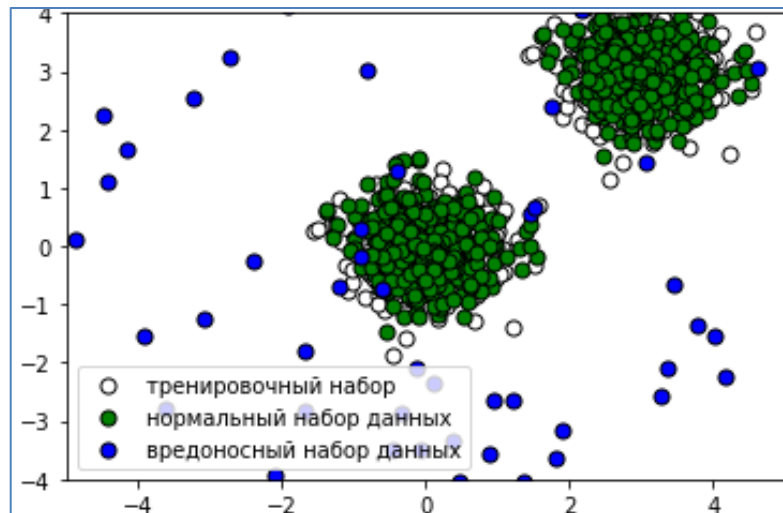 4
3
2
1
0
−1
−2
−3
−4
тренировочный набор
нормальный набор данных
вредоносный набор данных
−4 −2 0 2 4